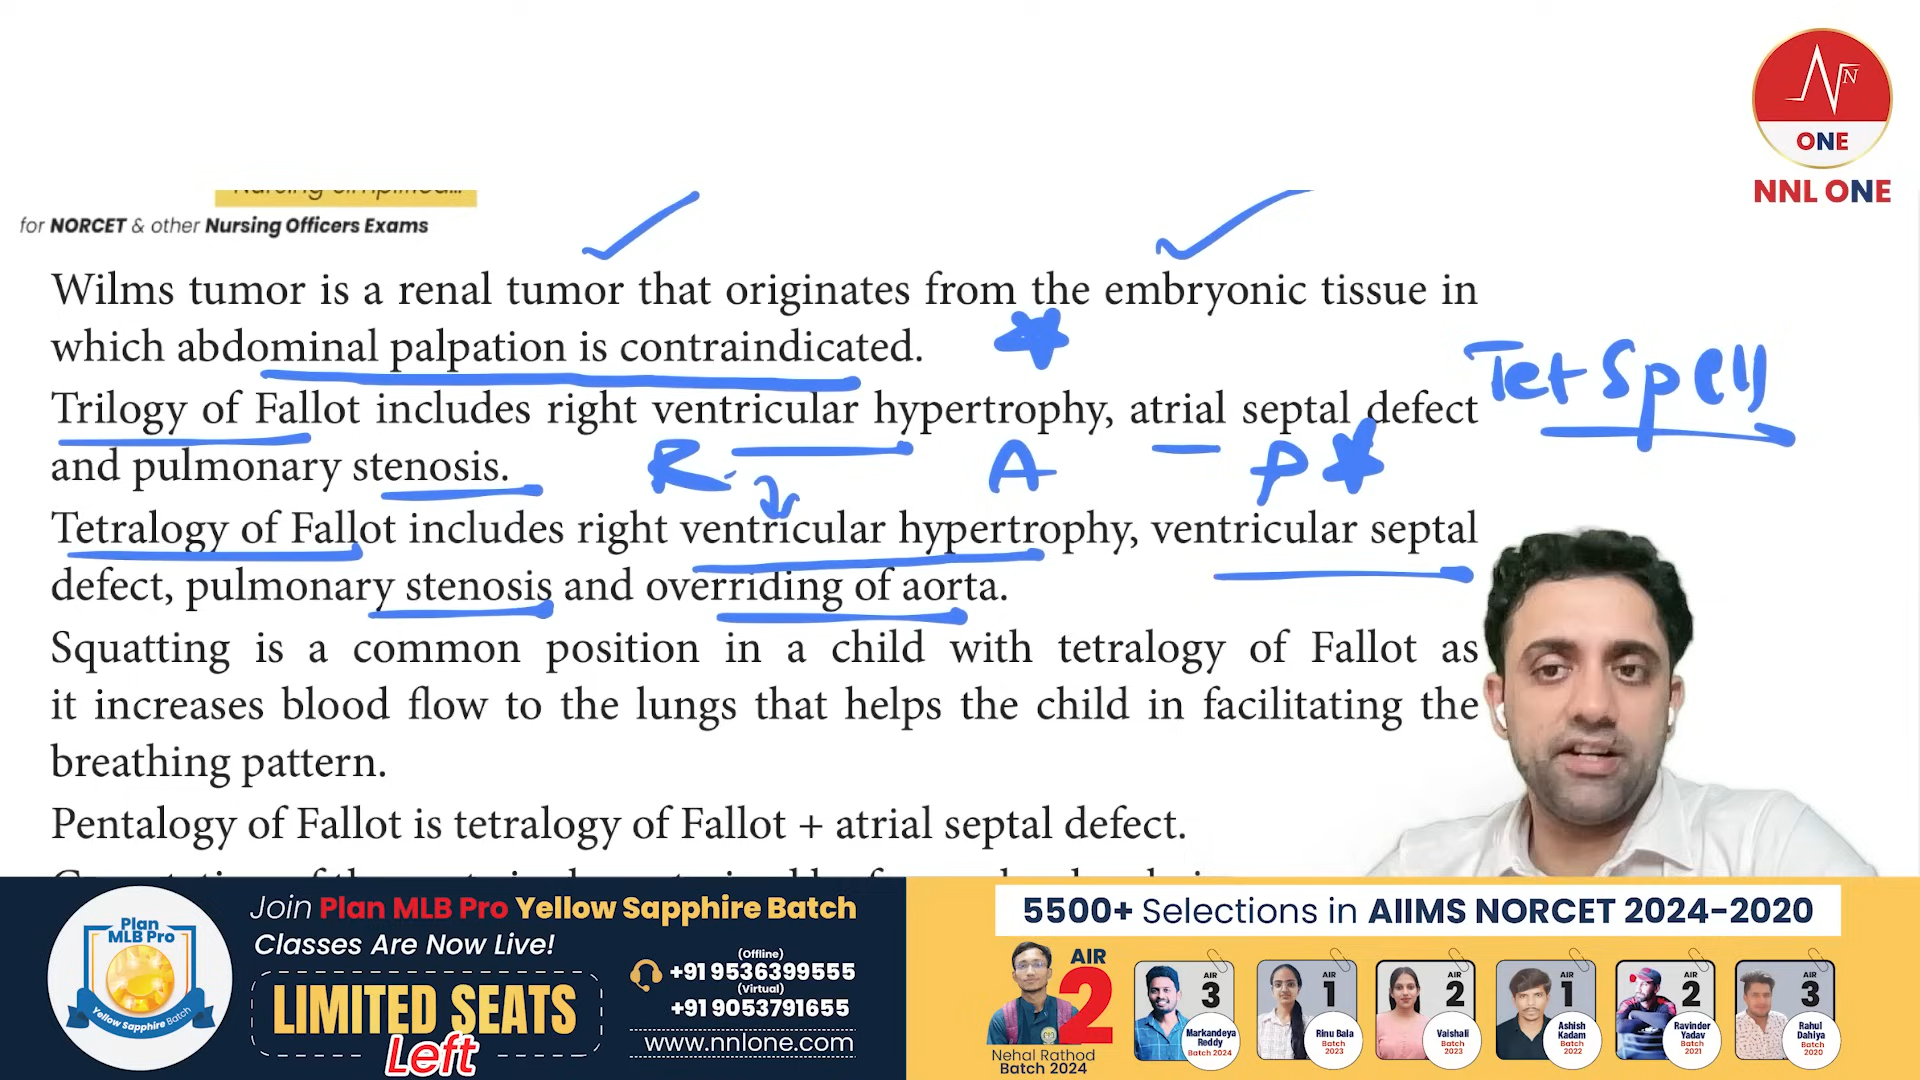 N
ONE
NNL ONE
Nursing Simplified...
for NORCET & other Nursing Officers Exams
Wilms tumor is a renal tumor that originates from the embryonic tissue in
which abdominal palpation is contraindicated.
Trilogy of Fallot includes right ventricular hypertrophy, atrial septal defect
Tet Spell
and pulmonary stenosis.
R A P
Tetralogy of Fallot includes right ventricular hypertrophy, ventricular septal
defect, pulmonary stenosis and overriding of aorta.
Squatting is a common position in a child with tetralogy of Fallot as
it increases blood flow to the lungs that helps the child in facilitating the
breathing pattern.
Pentalogy of Fallot is tetralogy of Fallot + atrial septal defect.
Plan
MLB Pro
Yellow Sapphire Batch
Join Plan MLB Pro Yellow Sapphire Batch
Classes Are Now Live!
LIMITED SEATS
Left
(Offline)
+91 9536399555
(Virtual)
+91 9053791655
www.nnlone.com
5500+ Selections in AIIMS NORCET 2024-2020
AIR
2
Nehal Rathod
Batch 2024
AIR
3
Markandeya
Reddy
Batch 2024
AIR
1
Rinu Bala
Batch
2023
AIR
2
Vaishali
Batch
2023
AIR
1
Ashish
Kadam
Batch
2022
AIR
2
Ravinder
Yadav
Batch
2021
AIR
3
Rahul
Dahiya
Batch
2020